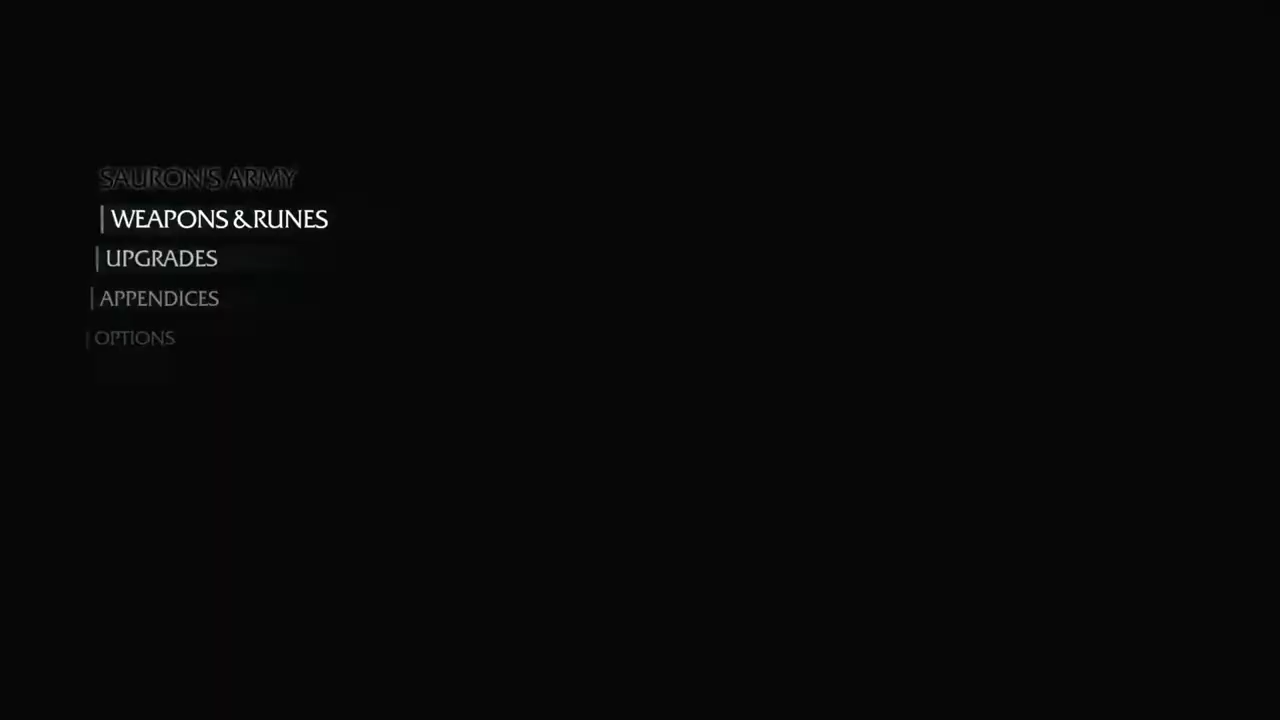 SAURON'S ARMY
WEAPONS & RUNES
UPGRADES
APPENDICES
OPTIONS